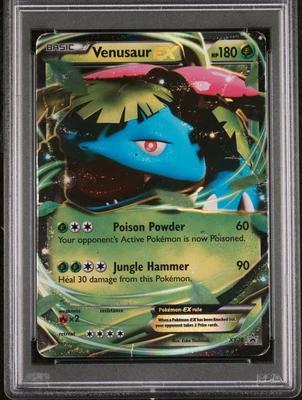 BASIC
Venusaur EX
HP180
Poison Powder 60
Your opponent's Active Pokémon is now Poisoned.
Jungle Hammer 90
Heal 30 damage from this Pokémon.
weakness
resistance
×2
Pokémon-EX rule
When a Pokémon-EX has been Knocked Out,
your opponent takes 2 Prize cards.
retreat